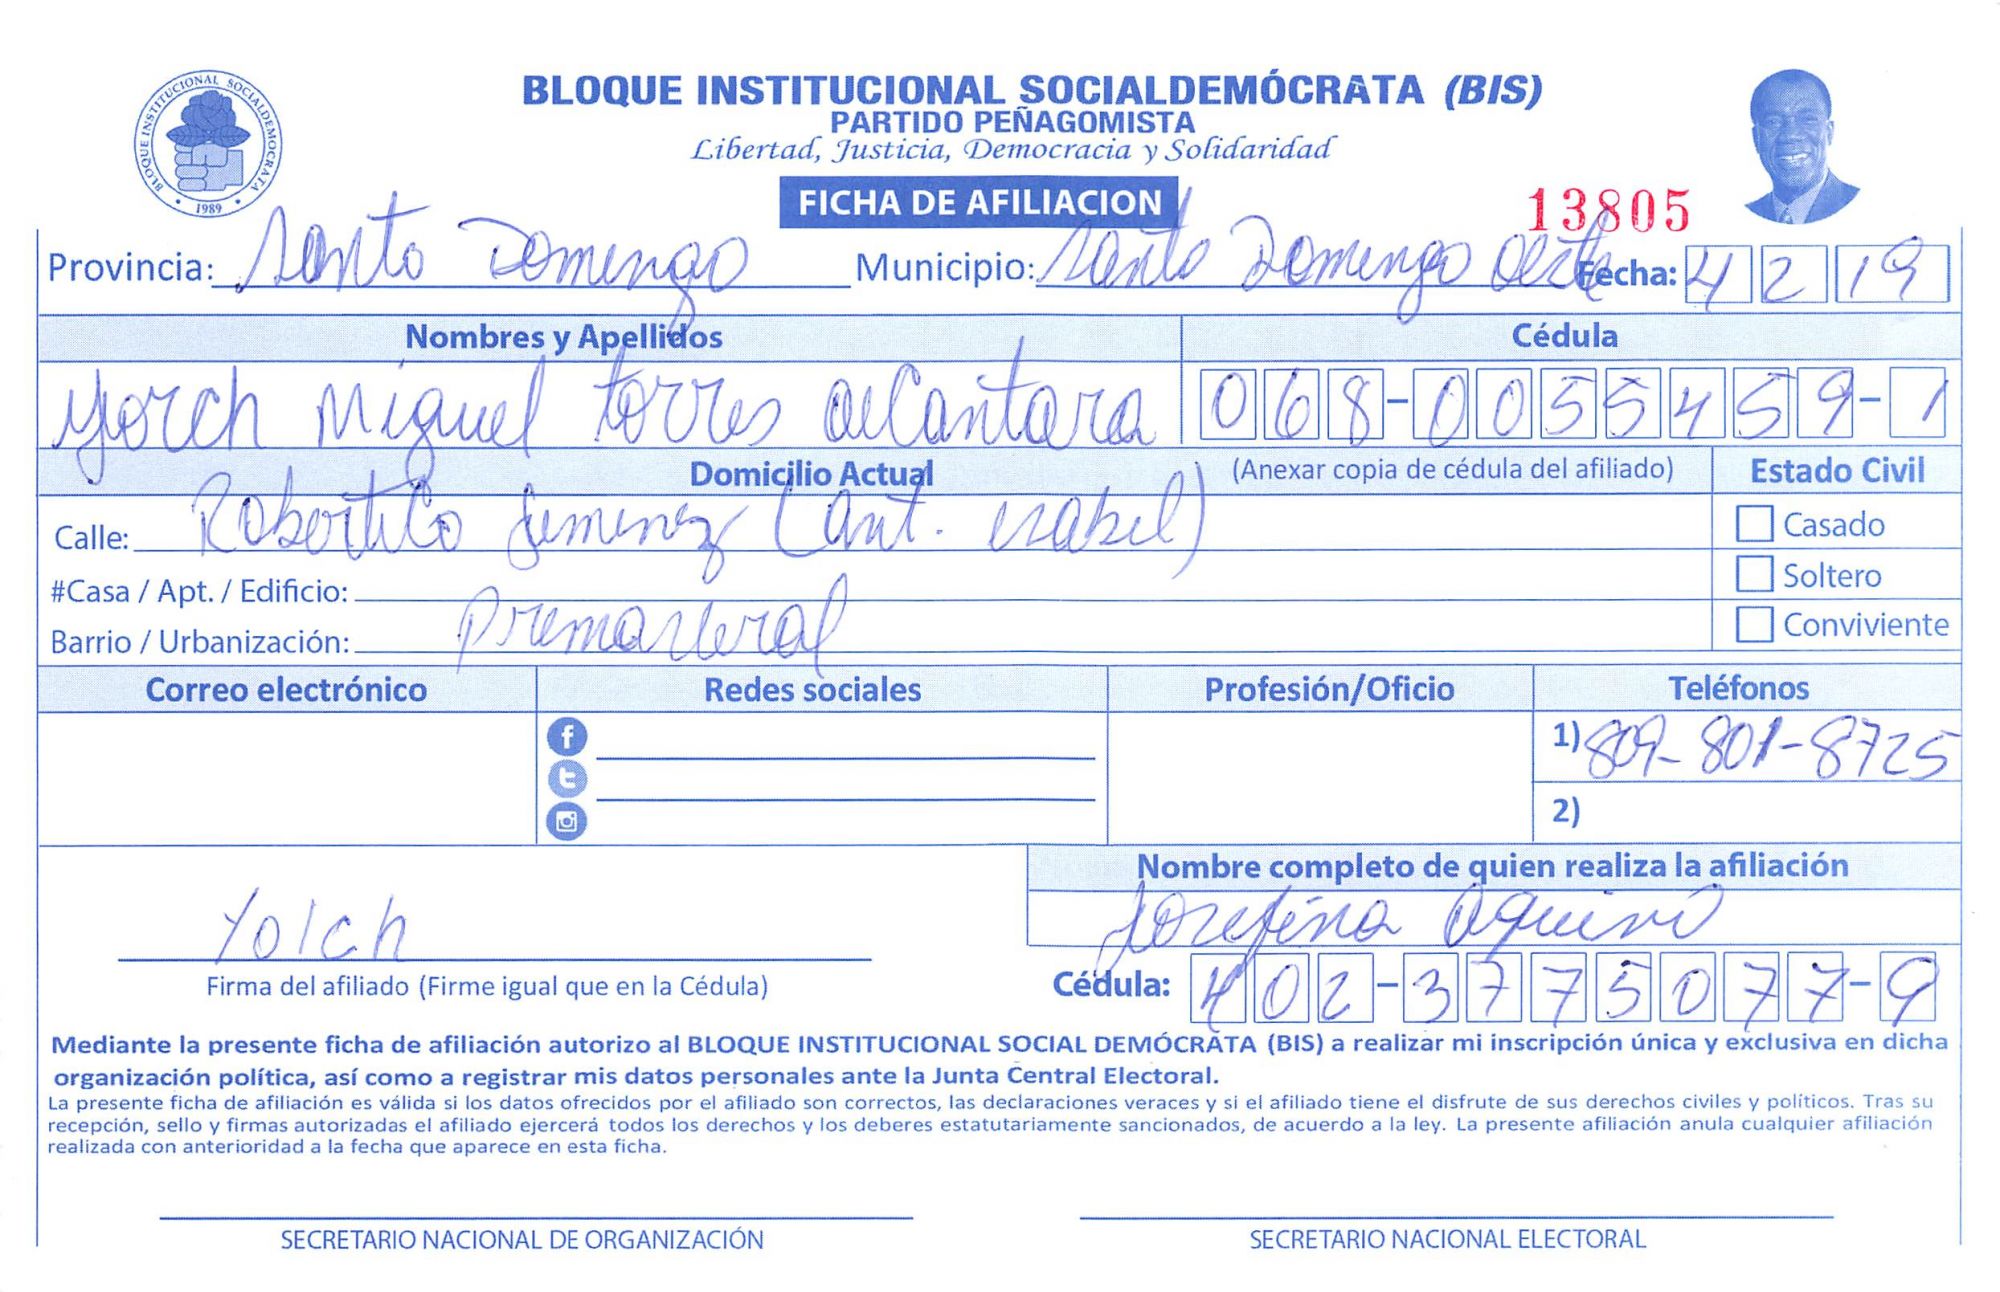 BLOQUE INSTITUCIONAL SOCIALDEMÓCRATA (BIS)
PARTIDO PEÑAGOMISTA
Libertad, Justicia, Democracia y Solidaridad
BLOQUE INSTITUCIONAL SOCIALDEMOCRATA
• 1989 •
FICHA DE AFILIACION
13805
Provincia: Santo Domingo Municipio: Santo Domingo Oeste Fecha: 4 2 19
Nombres y Apellidos Cédula
Yorch Miguel Torres alcantara 068-0055459-1
Domicilio Actual (Anexar copia de cédula del afiliado) Estado Civil
Calle: Robertico Jimenez (ant. isabel) Casado
#Casa / Apt. / Edificio: Soltero
Barrio / Urbanización: Conviviente
Correo electrónico Redes sociales Profesión/Oficio Teléfonos
1) 809-801-8725
2)
Nombre completo de quien realiza la afiliación
Yolch Josefina Aquino
Firma del afiliado (Firme igual que en la Cédula) Cédula: 402-3775077-9
Mediante la presente ficha de afiliación autorizo al BLOQUE INSTITUCIONAL SOCIAL DEMÓCRATA (BIS) a realizar mi inscripción única y exclusiva en dicha
organización política, así como a registrar mis datos personales ante la Junta Central Electoral.
La presente ficha de afiliación es válida si los datos ofrecidos por el afiliado son correctos, las declaraciones veraces y si el afiliado tiene el disfrute de sus derechos civiles y políticos. Tras su
recepción, sello y firmas autorizadas el afiliado ejercerá todos los derechos y los deberes estatutariamente sancionados, de acuerdo a la ley. La presente afiliación anula cualquier afiliación
realizada con anterioridad a la fecha que aparece en esta ficha.
SECRETARIO NACIONAL DE ORGANIZACIÓN SECRETARIO NACIONAL ELECTORAL